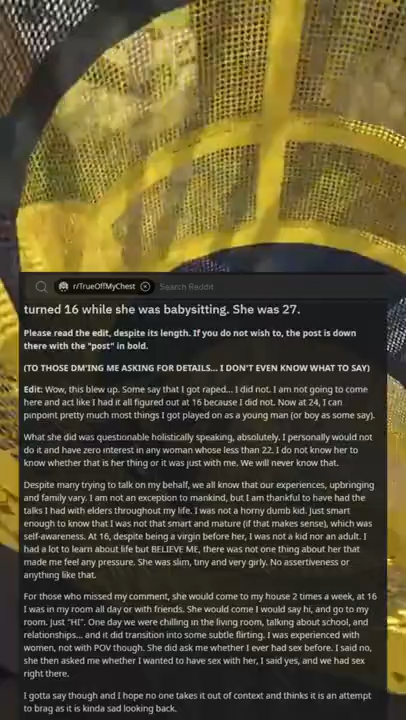 r/TrueOffMyChest Search Reddit
turned 16 while she was babysitting. She was 27.
Please read the edit, despite its length. If you do not wish to, the post is down
there with the "post" in bold.
(TO THOSE DM'ING ME ASKING FOR DETAILS... I DON'T EVEN KNOW WHAT TO SAY)
Edit: Wow, this blew up. Some say that I got raped... I did not. I am not going to come
here and act like I had it all figured out at 16 because I did not. Now at 24, I can
pinpoint pretty much most things I got played on as a young man (or boy as some say).
What she did was questionable holistically speaking, absolutely. I personally would not
do it and have zero interest in any woman whose less than 22. I do not know her to
know whether that is her thing or it was just with me. We will never know that.
Despite many trying to talk on my behalf, we all know that our experiences, upbringing
and family vary. I am not an exception to mankind, but I am thankful to have had the
talks I had with elders throughout my life. I was not a horny dumb kid. Just smart
enough to know that I was not that smart and mature (if that makes sense), which was
self-awareness. At 16, despite being a virgin before her, I was not a kid nor an adult. I
had a lot to learn about life but BELIEVE ME, there was not one thing about her that
made me feel any pressure. She was slim, tiny and very girly. No assertiveness or
anything like that.
For those who missed my comment, she would come to my house 2 times a week, at 16
I was in my room all day or with friends. She would come I would say hi, and go to my
room. Just "HI". One day we were chilling in the living room, talking about school, and
relationships... and it did transition into some subtle flirting. I was experienced with
women, not with POV though. She did ask me whether I ever had sex before. I said no,
she then asked me whether I wanted to have sex with her, I said yes, and we had sex
right there.
I gotta say though and I hope no one takes it out of context and thinks it is an attempt
to brag as it is kinda sad looking back.